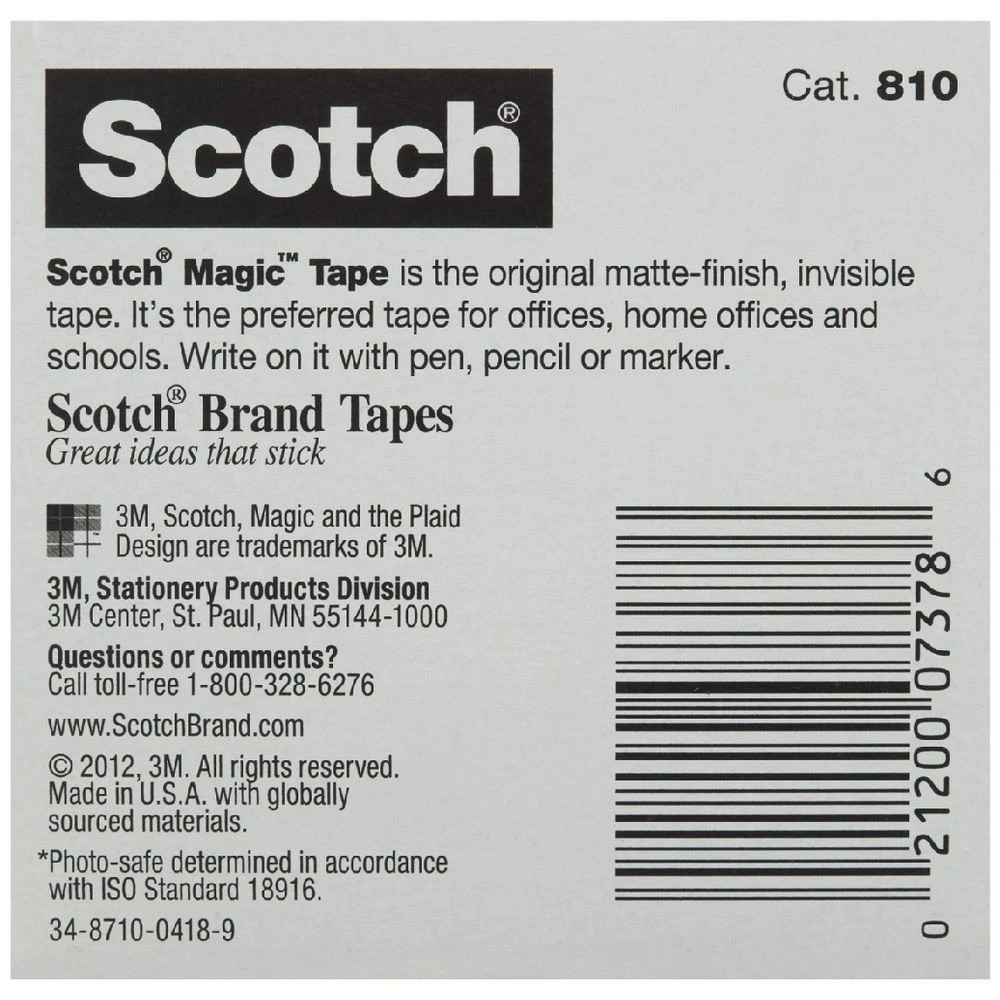 Scotch®
Cat. 810
Scotch® Magic™ Tape is the original matte-finish, invisible
tape. It's the preferred tape for offices, home offices and
schools. Write on it with pen, pencil or marker.
Scotch® Brand Tapes
Great ideas that stick
3M, Scotch, Magic and the Plaid
Design are trademarks of 3M.
3M, Stationery Products Division
3M Center, St. Paul, MN 55144-1000
Questions or comments?
Call toll-free 1-800-328-6276
www.ScotchBrand.com
© 2012, 3M. All rights reserved.
Made in U.S.A. with globally
sourced materials.
*Photo-safe determined in accordance
with ISO Standard 18916.
34-8710-0418-9
0 21200 07378 6